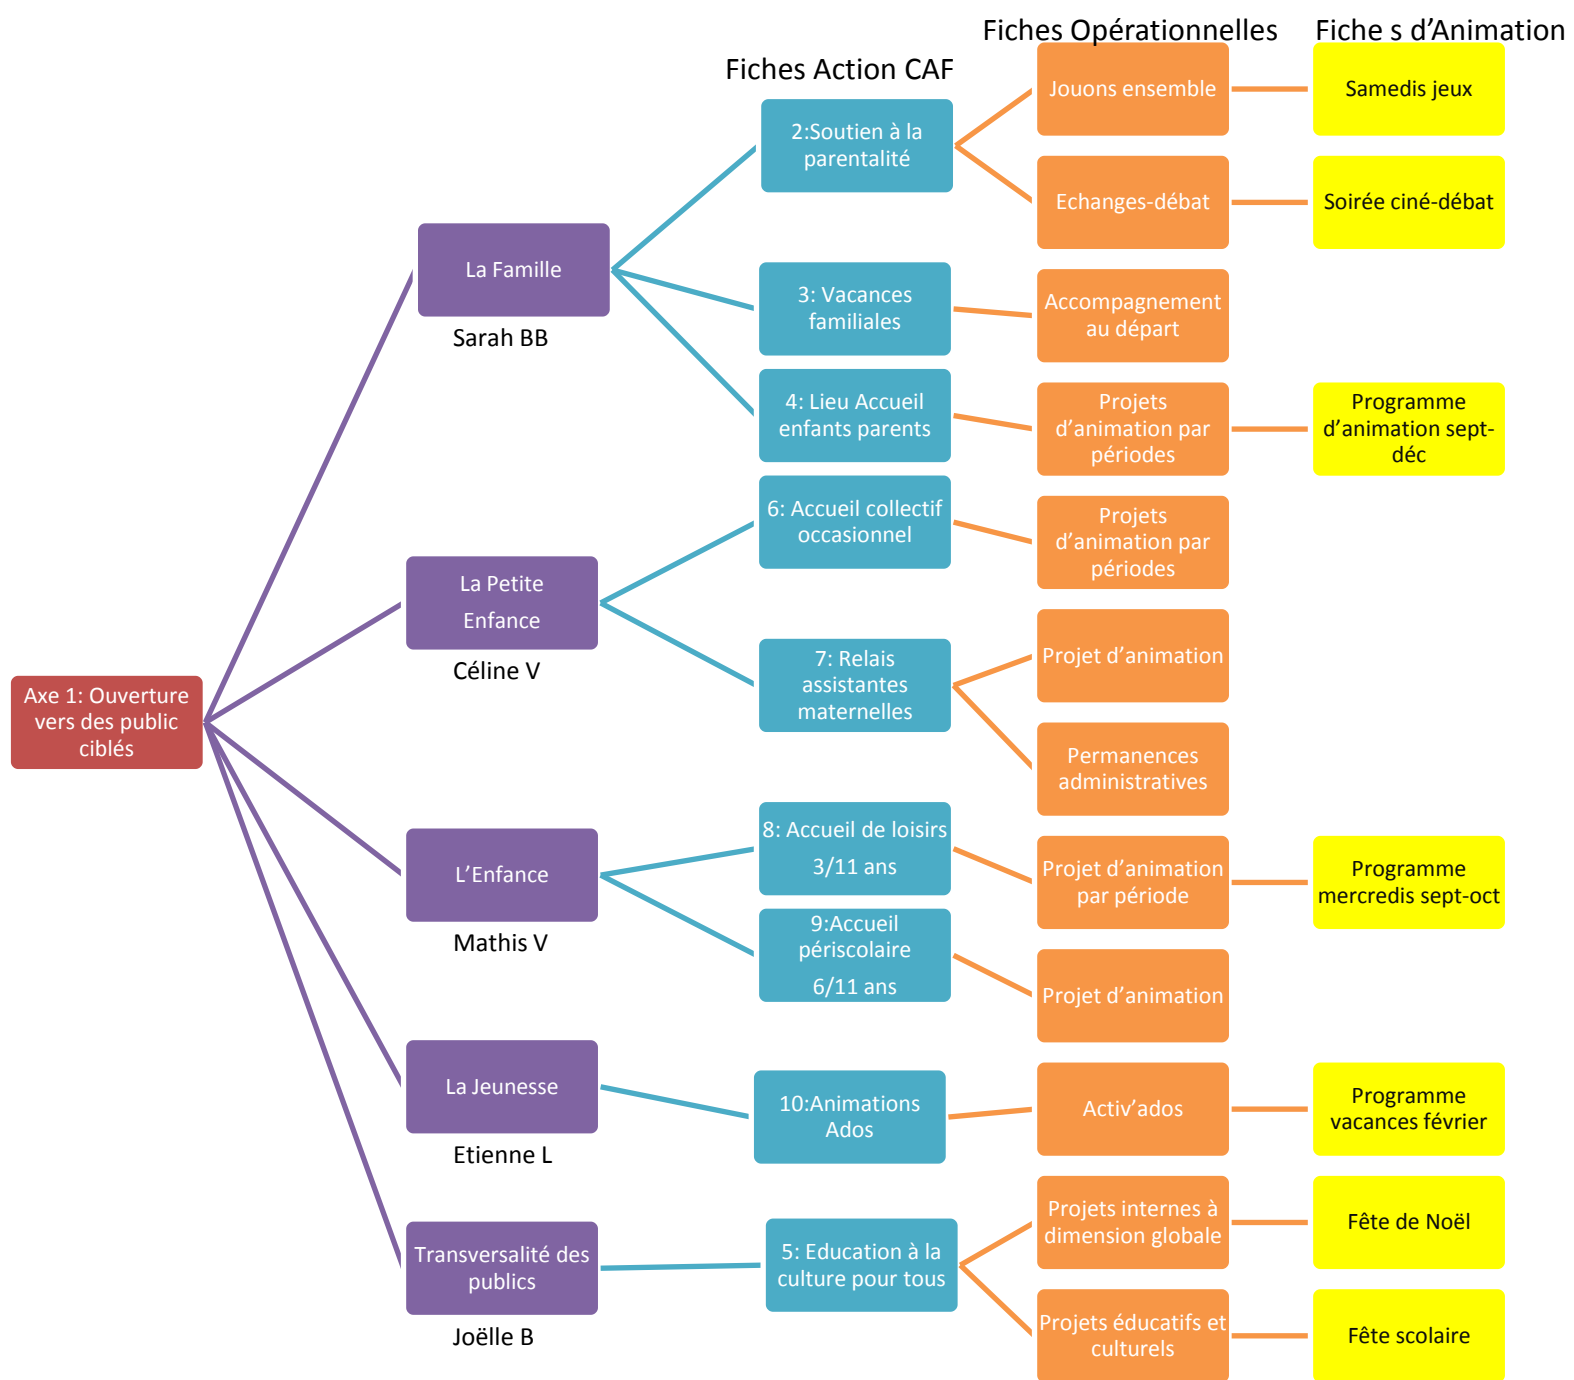 Fiches Opérationnelles
Fiche s d’Animation
Fiches Action CAF
Axe 1: Ouverture
vers des public
ciblés
La Famille
Sarah BB
2:Soutien à la
parentalité
Jouons ensemble
Samedis jeux
Echanges-débat
Soirée ciné-débat
3: Vacances
familiales
Accompagnement
au départ
4: Lieu Accueil
enfants parents
Projets
d’animation par
périodes
Programme
d’animation sept-
déc
La Petite
Enfance
Céline V
6: Accueil collectif
occasionnel
Projets
d’animation par
périodes
7: Relais
assistantes
maternelles
Projet d’animation
Permanences
administratives
L’Enfance
Mathis V
8: Accueil de loisirs
3/11 ans
Projet d’animation
par période
Programme
mercredis sept-oct
9:Accueil
périscolaire
6/11 ans
Projet d’animation
La Jeunesse
Etienne L
10:Animations
Ados
Activ’ados
Programme
vacances février
Transversalité des
publics
Joëlle B
5: Education à la
culture pour tous
Projets internes à
dimension globale
Fête de Noël
Projets éducatifs et
culturels
Fête scolaire